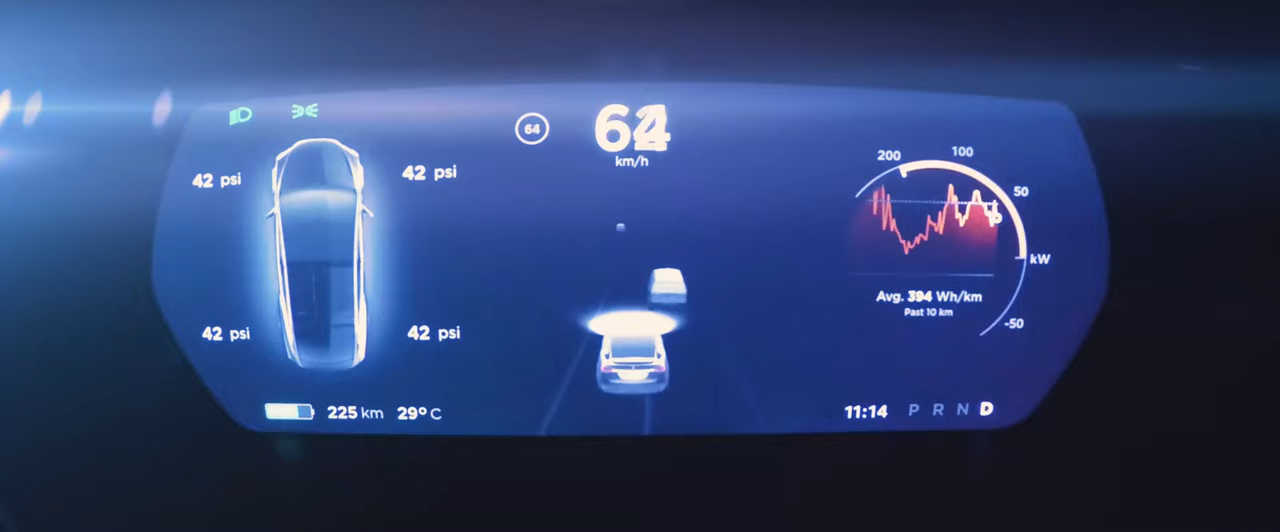 64
km/h
64
42 psi
42 psi
42 psi
42 psi
200
100
50
kW
-50
Avg. 394 Wh/km
Past 10 km
225 km
29° C
11:14
P R N D